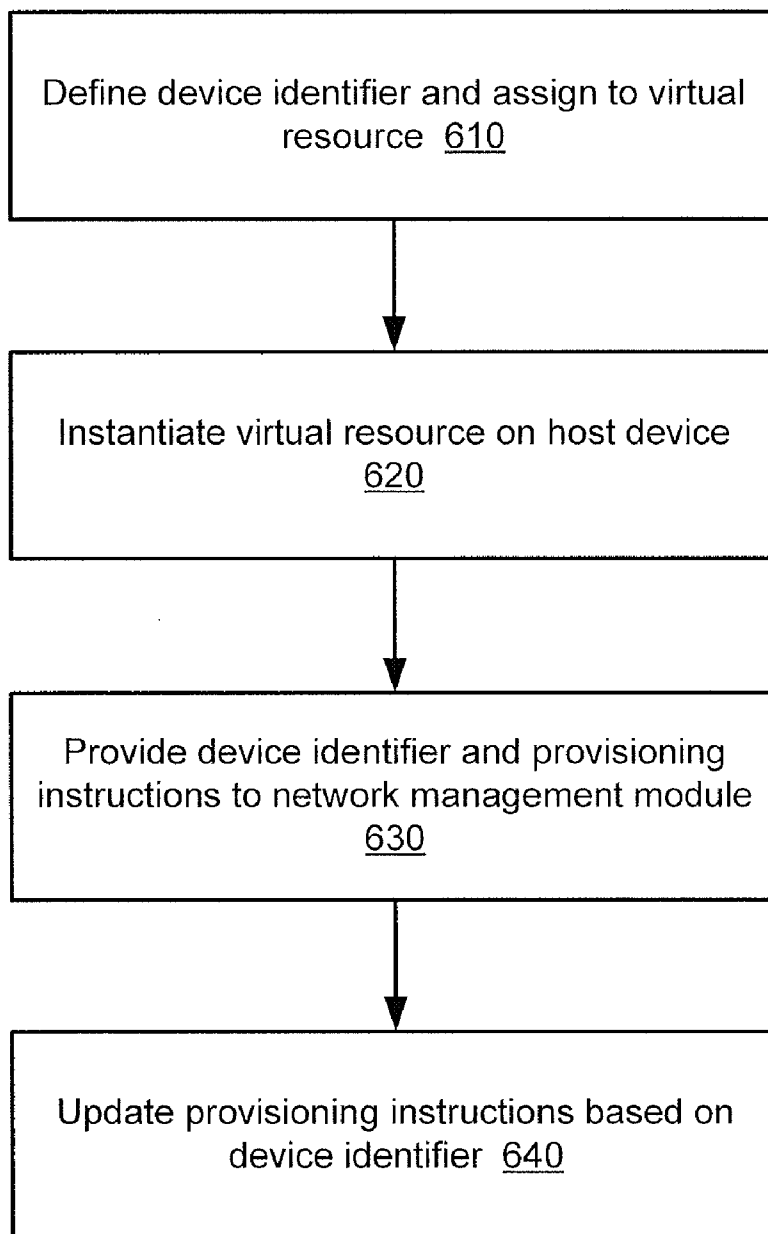 Define device identifier and assign to virtual
resource 610
Instantiate virtual resource on host device
620
Provide device identifier and provisioning
instructions to network management module
630
Update provisioning instructions based on
device identifier 640